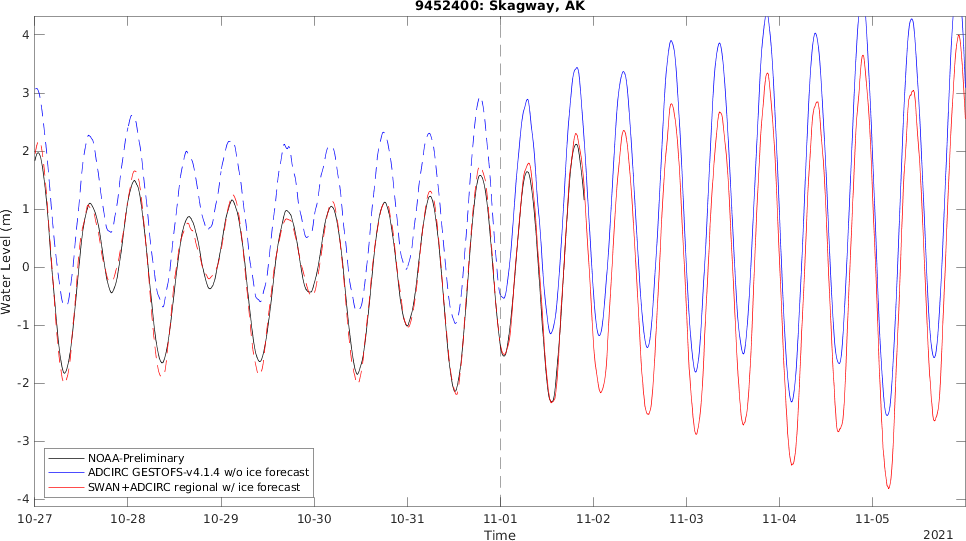 9452400: Skagway, AK
4
3
2
1
0
-1
-2
-3
-4
Water Level (m)
NOAA-Preliminary
ADCIRC GESTOFS-v4.1.4 w/o ice forecast
SWAN+ADCIRC regional w/ ice forecast
10-27 10-28 10-29 10-30 10-31 11-01 11-02 11-03 11-04 11-05
Time
2021